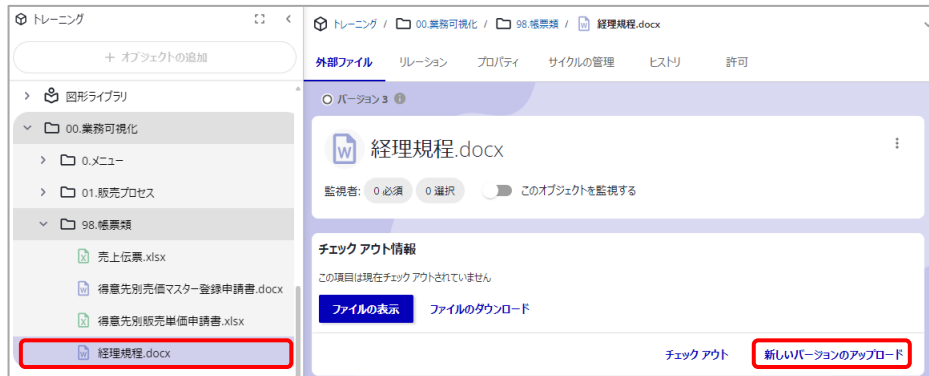 トレーニング
+ オブジェクトの追加
図形ライブラリ
00.業務可視化
0.メニュー
01.販売プロセス
98.帳票類
売上伝票.xlsx
得意先別売価マスター登録申請書.docx
得意先別販売単価申請書.xlsx
経理規程.docx
トレーニング / 00.業務可視化 / 98.帳票類 / 経理規程.docx
外部ファイル リレーション プロパティ サイクルの管理 ヒストリ 許可
バージョン 3
経理規程.docx
監視者: 0 必須 0 選択 このオブジェクトを監視する
チェック アウト情報
この項目は現在チェック アウトされていません
ファイルの表示 ファイルのダウンロード
チェック アウト 新しいバージョンのアップロード